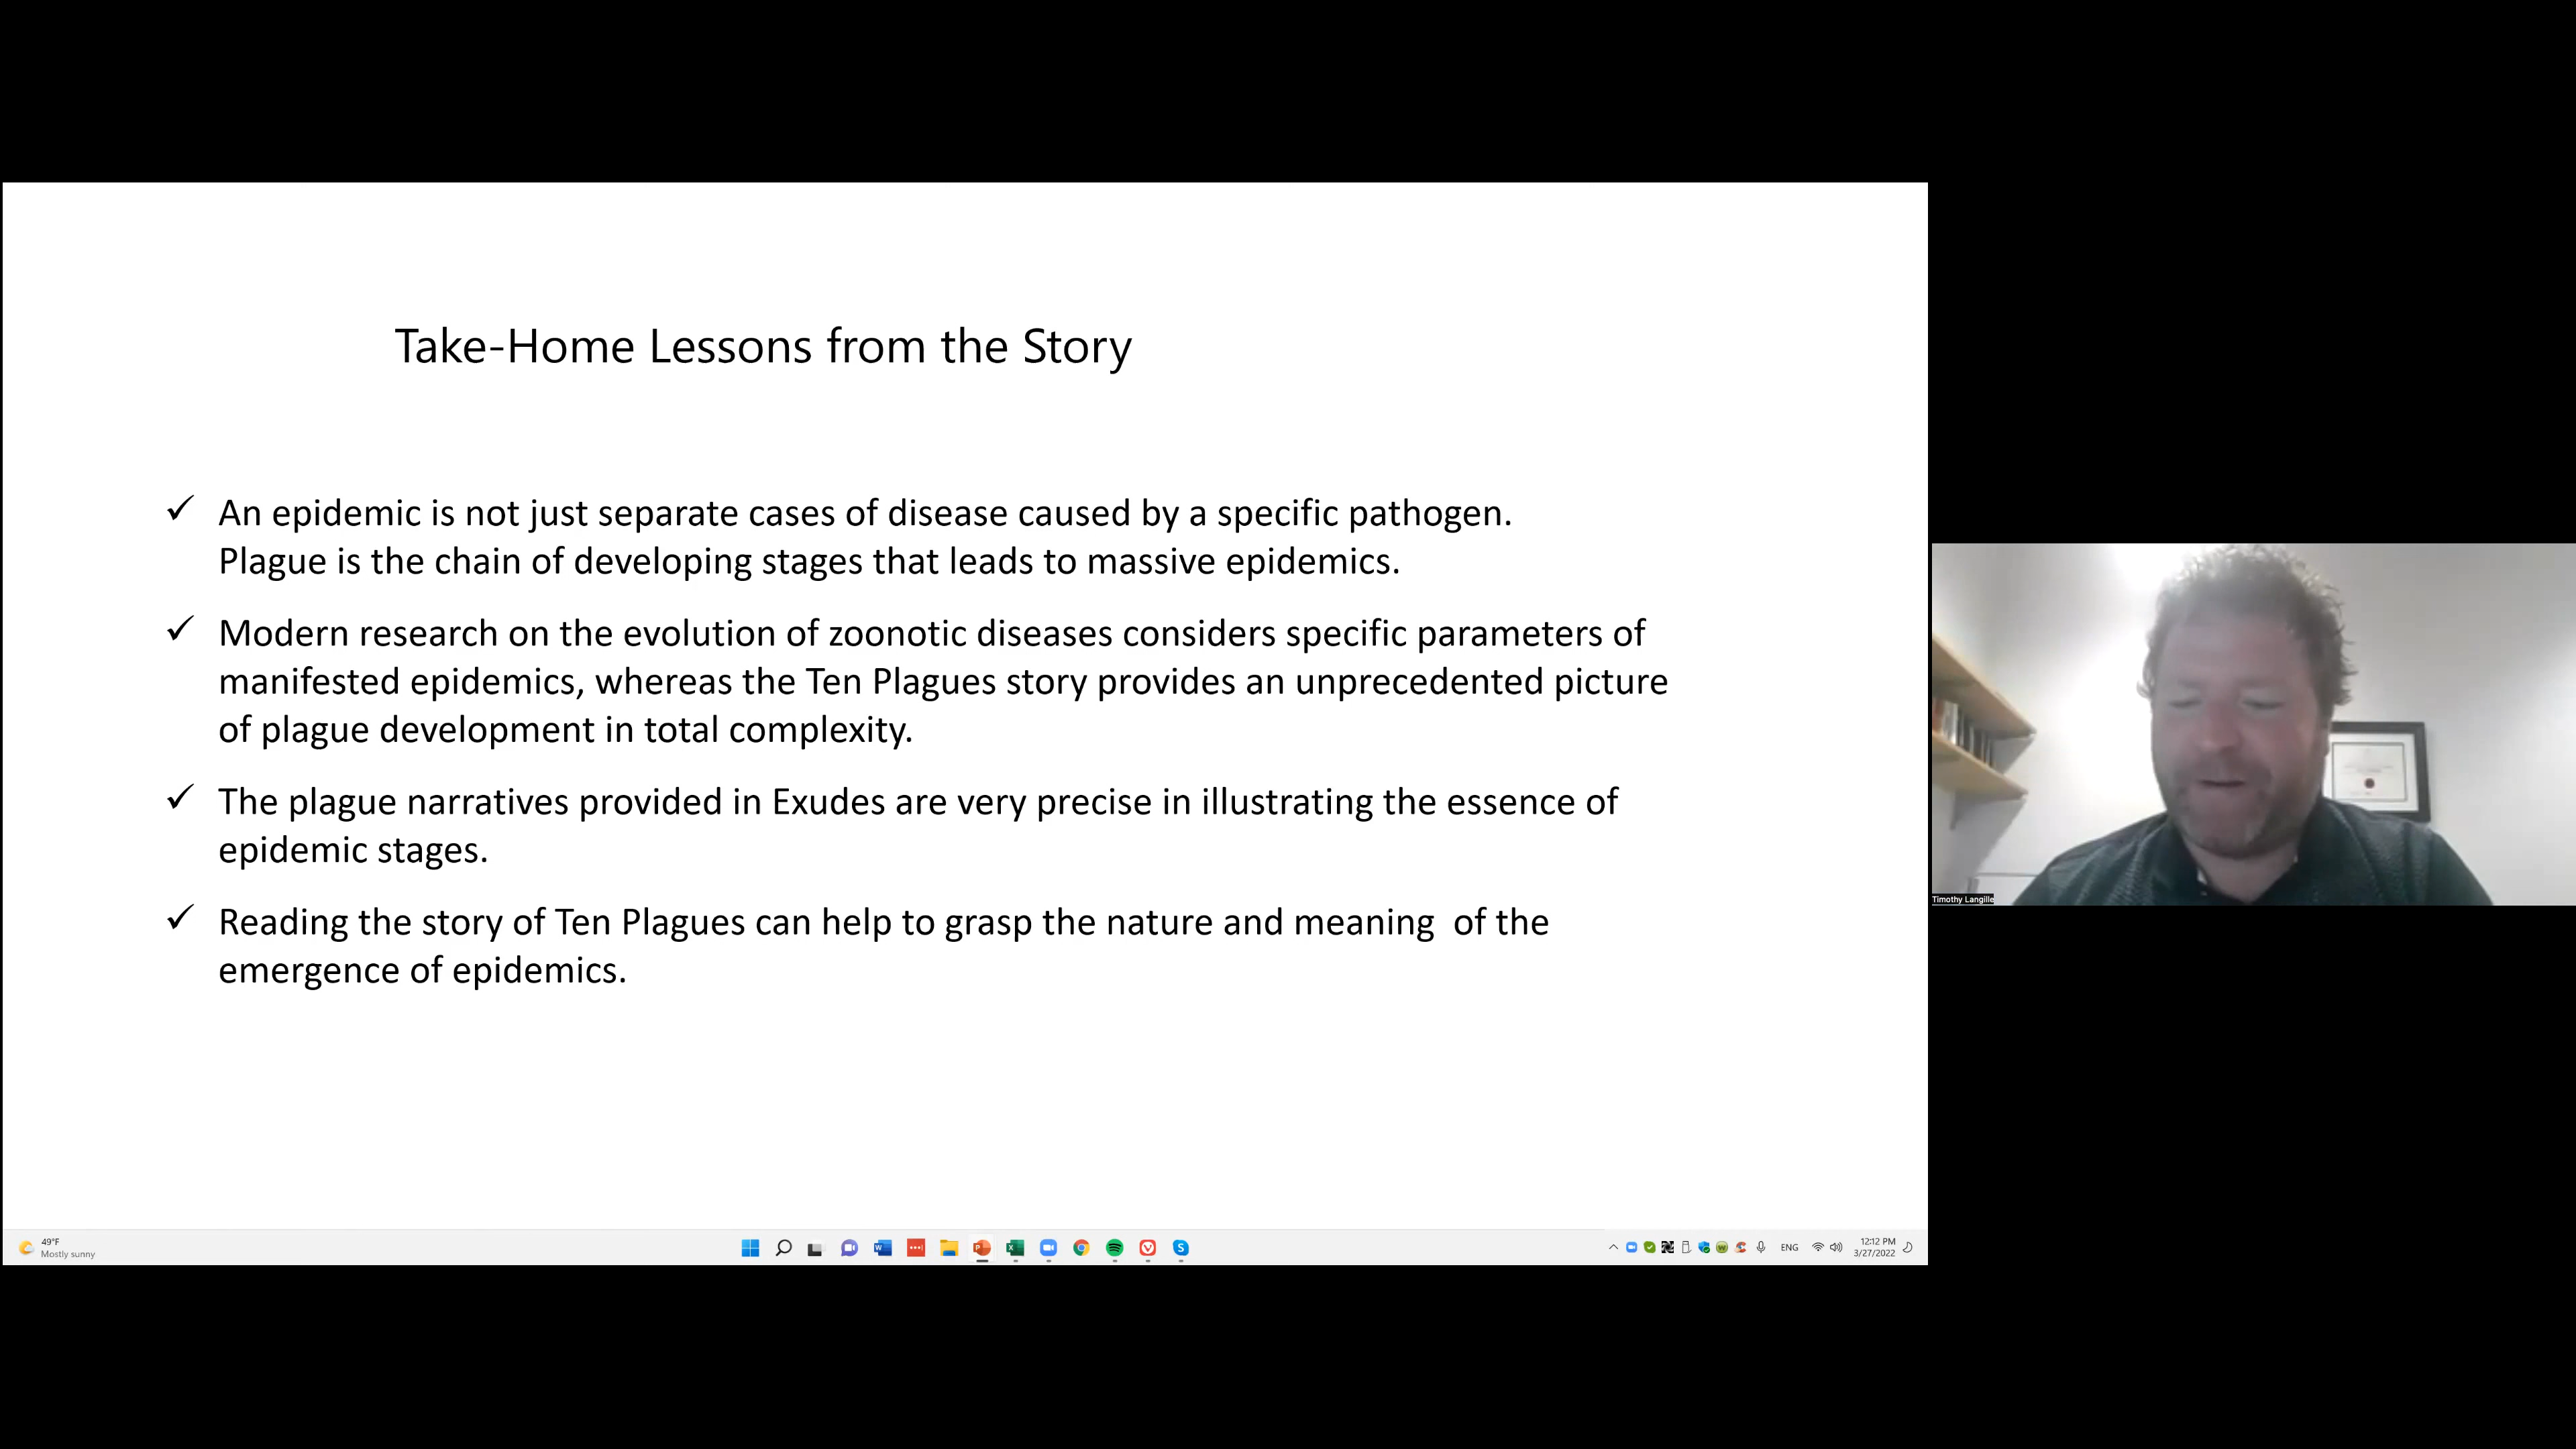 Take-Home Lessons from the Story
✓ An epidemic is not just separate cases of disease caused by a specific pathogen.
Plague is the chain of developing stages that leads to massive epidemics.
✓ Modern research on the evolution of zoonotic diseases considers specific parameters of
manifested epidemics, whereas the Ten Plagues story provides an unprecedented picture
of plague development in total complexity.
✓ The plague narratives provided in Exudes are very precise in illustrating the essence of
epidemic stages.
✓ Reading the story of Ten Plagues can help to grasp the nature and meaning  of the
emergence of epidemics.
Timothy Langille
49°F
Mostly sunny
ENG
12:12 PM
3/27/2022